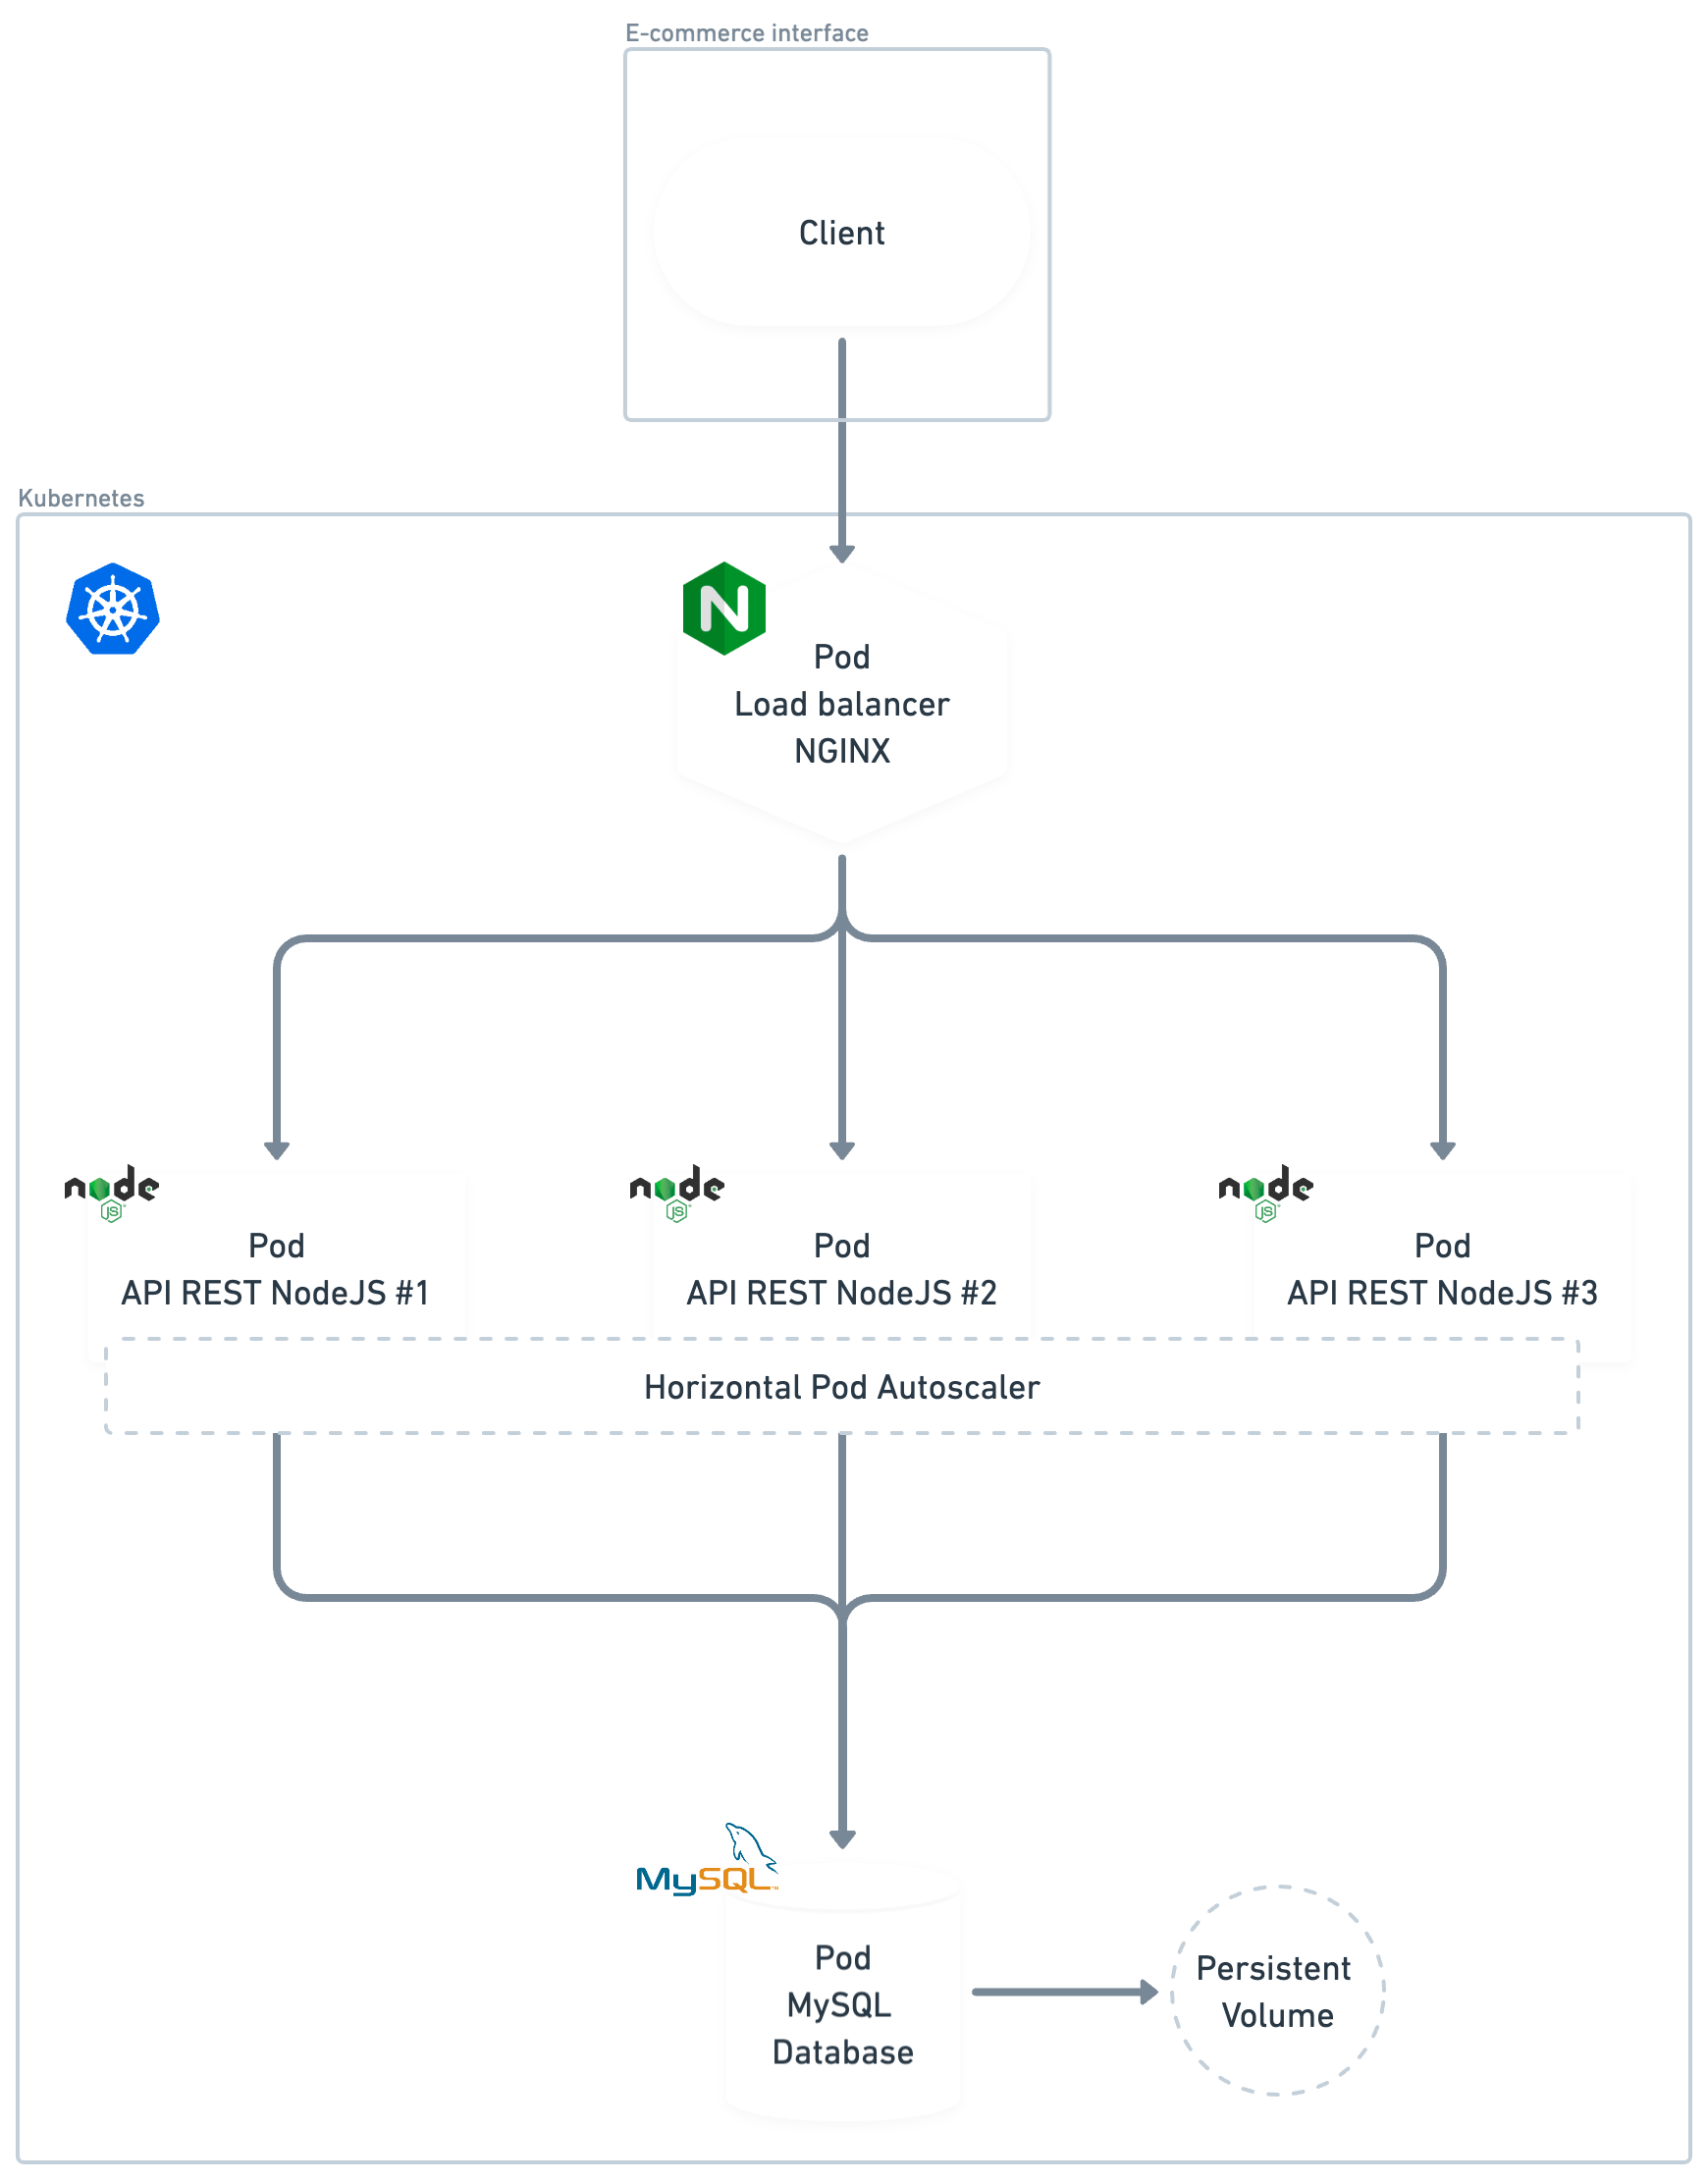 E-commerce interface
Client
Kubernetes
N
Pod
Load balancer
NGINX
node
JS
Pod
API REST NodeJS #1
node
JS
Pod
API REST NodeJS #2
node
JS
Pod
API REST NodeJS #3
Horizontal Pod Autoscaler
MySQL™
Pod
MySQL
Database
Persistent
Volume